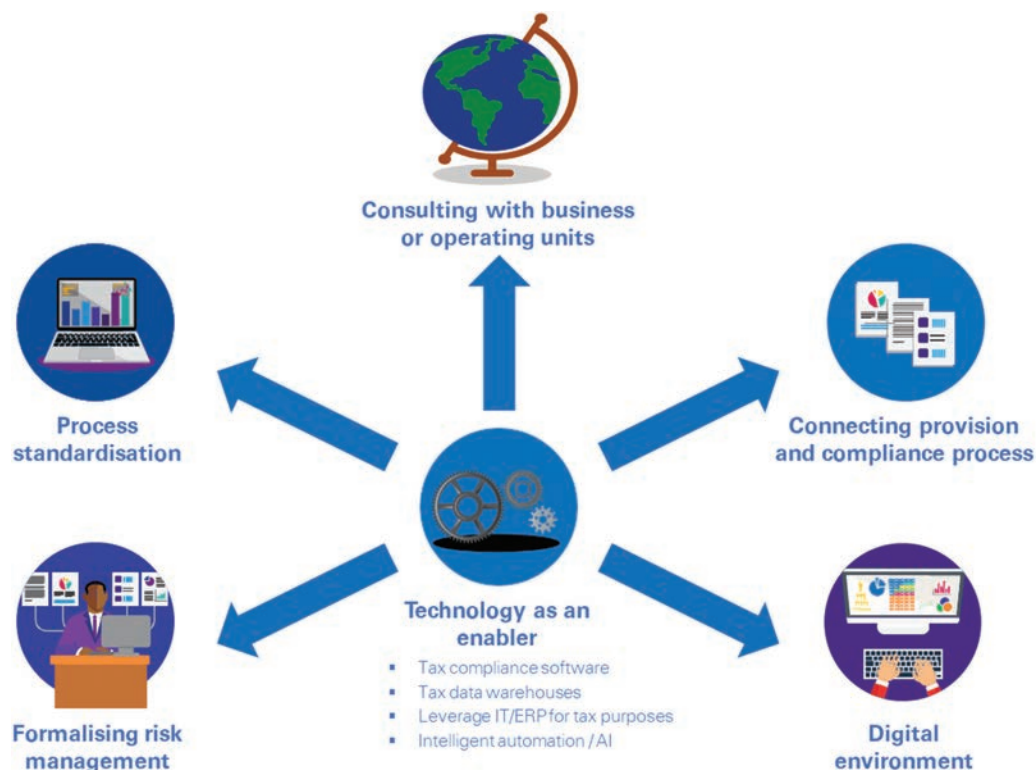 Consulting with business
or operating units
Process
standardisation
Connecting provision
and compliance process
Technology as an
enabler
▪ Tax compliance software
▪ Tax data warehouses
▪ Leverage IT/ERP for tax purposes
▪ Intelligent automation / AI
Formalising risk
management
Digital
environment